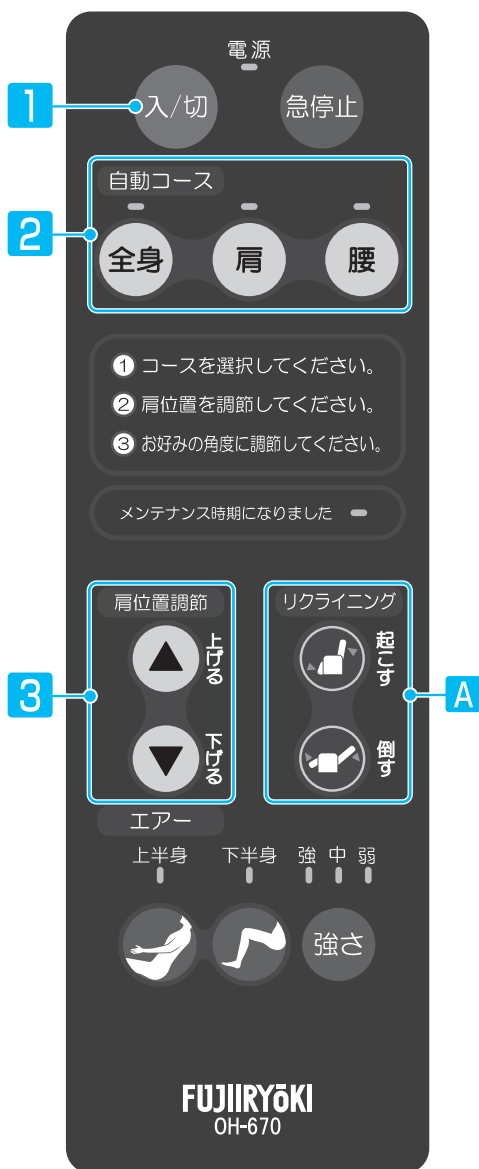 電源
1
入/切
急停止
自動コース
2
全身
肩
腰
① コースを選択してください。
② 肩位置を調節してください。
③ お好みの角度に調節してください。
メンテナンス時期になりました
肩位置調節
リクライニング
上げる
起こす
3
A
下げる
倒す
エアー
上半身
下半身
強 中 弱
強さ
FUJIIRYōKI
OH-670